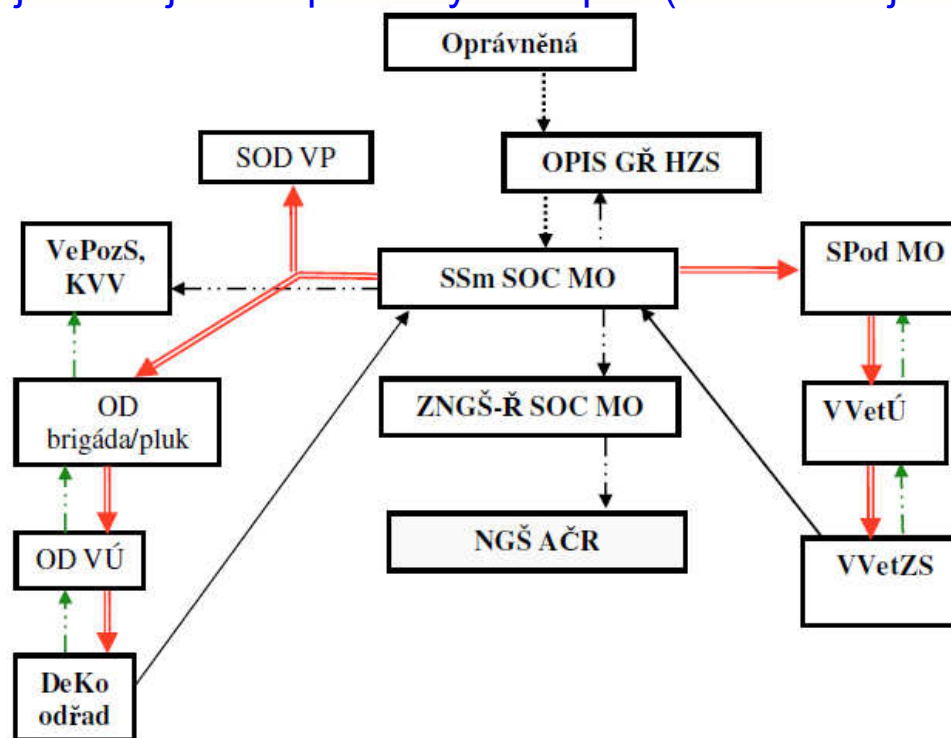 Oprávněná
SOD VP
OPIS GŘ HZS
VePozS,
KVV
SSm SOC MO
SPod MO
OD
brigáda/pluk
ZNGŠ-Ř SOC MO
VVetÚ
OD VÚ
NGŠ AČR
VVetZS
DeKo
odřad